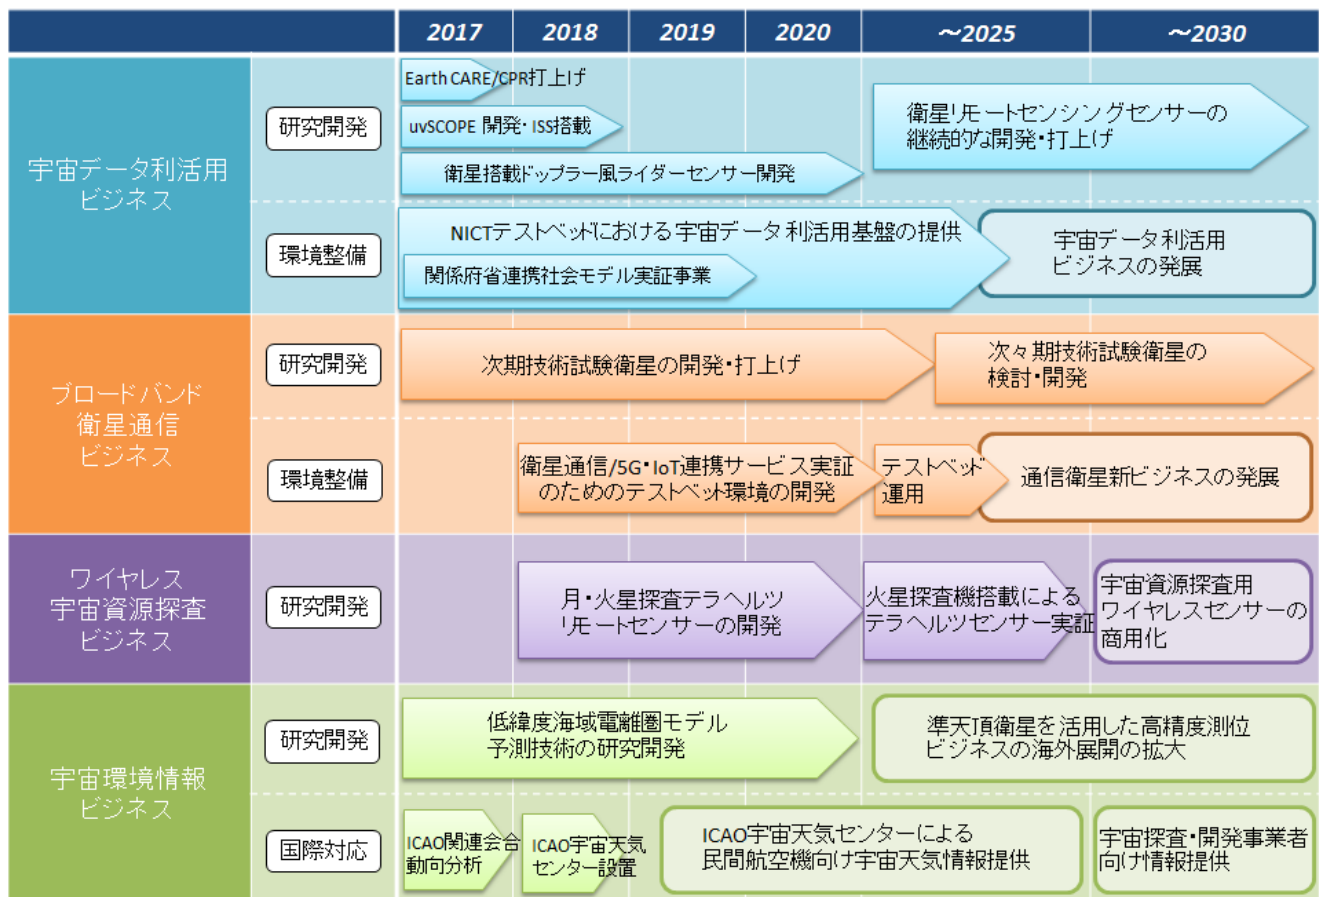 2017
2018
2019
2020
～2025
～2030
宇宙データ利活用
ビジネス
研究開発
Earth CARE/CPR打上げ
uvSCOPE 開発・ISS搭載
衛星搭載ドップラー風ライダーセンサー開発
衛星リモートセンシングセンサーの
継続的な開発・打上げ
環境整備
NICTテストベッドにおける宇宙データ利活用基盤の提供
関係府省連携社会モデル実証事業
宇宙データ利活用
ビジネスの発展
ブロードバンド
衛星通信
ビジネス
研究開発
次期技術試験衛星の開発・打上げ
次々期技術試験衛星の
検討・開発
環境整備
衛星通信/5G・IoT連携サービス実証
のためのテストベット環境の開発
テストベッド
運用
通信衛星新ビジネスの発展
ワイヤレス
宇宙資源探査
ビジネス
研究開発
月・火星探査テラヘルツ
リモートセンサーの開発
火星探査機搭載による
テラヘルツセンサー実証
宇宙資源探査用
ワイヤレスセンサーの
商用化
宇宙環境情報
ビジネス
研究開発
低緯度海域電離圏モデル
予測技術の研究開発
準天頂衛星を活用した高精度測位
ビジネスの海外展開の拡大
国際対応
ICAO関連会合
動向分析
ICAO宇宙天気
センター設置
ICAO宇宙天気センターによる
民間航空機向け宇宙天気情報提供
宇宙探査・開発事業者
向け情報提供